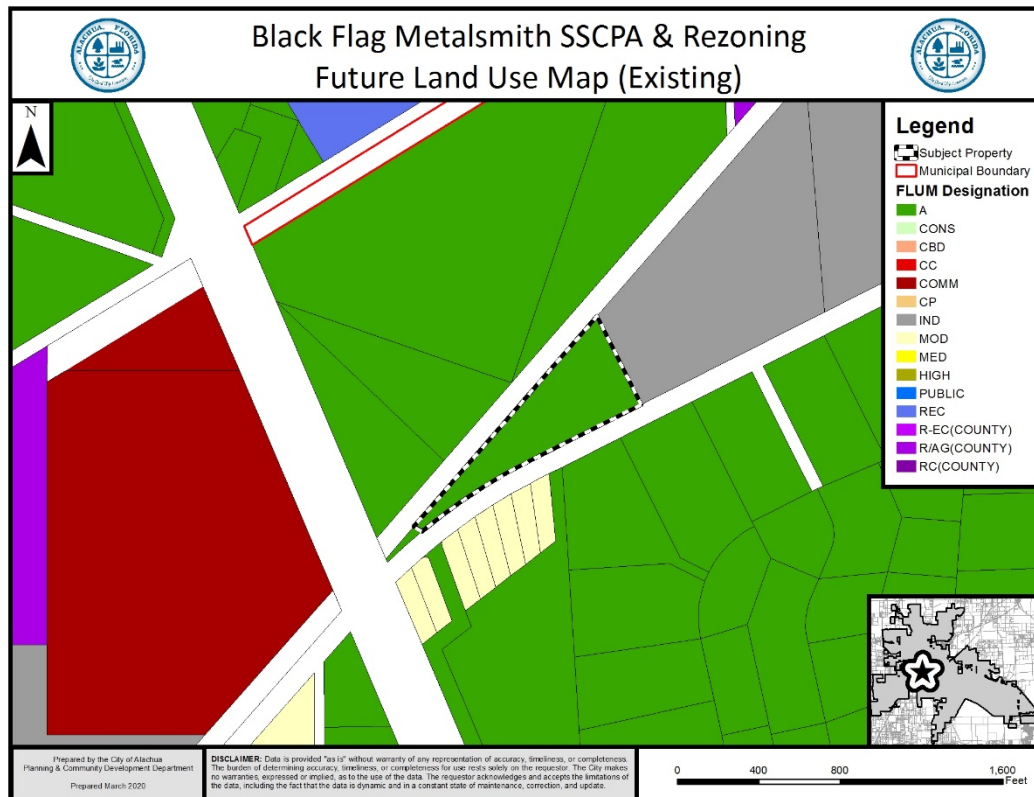 Black Flag Metalsmith SSCPA & Rezoning
Future Land Use Map (Existing)
ALACHUA, FLORIDA
ALACHUA, FLORIDA
N
Legend
Subject Property
Municipal Boundary
FLUM Designation
A
CONS
CBD
CC
COMM
CP
IND
MOD
MED
HIGH
PUBLIC
REC
R-EC(COUNTY)
R/AG(COUNTY)
RC(COUNTY)
Prepared by the City of Alachua
Planning & Community Development Department
Prepared March 2020
DISCLAIMER: Data is provided "as is" without warranty of any representation of accuracy, timeliness, or completeness.
The burden of determining accuracy, timeliness, or completeness for use rests solely on the requestor. The City makes
no warranties, expressed or implied, as to the use of the data. The requestor acknowledges and accepts the limitations of
the data, including the fact that the data is dynamic and in a constant state of maintenance, correction, and update.
0 400 800 1,600
Feet